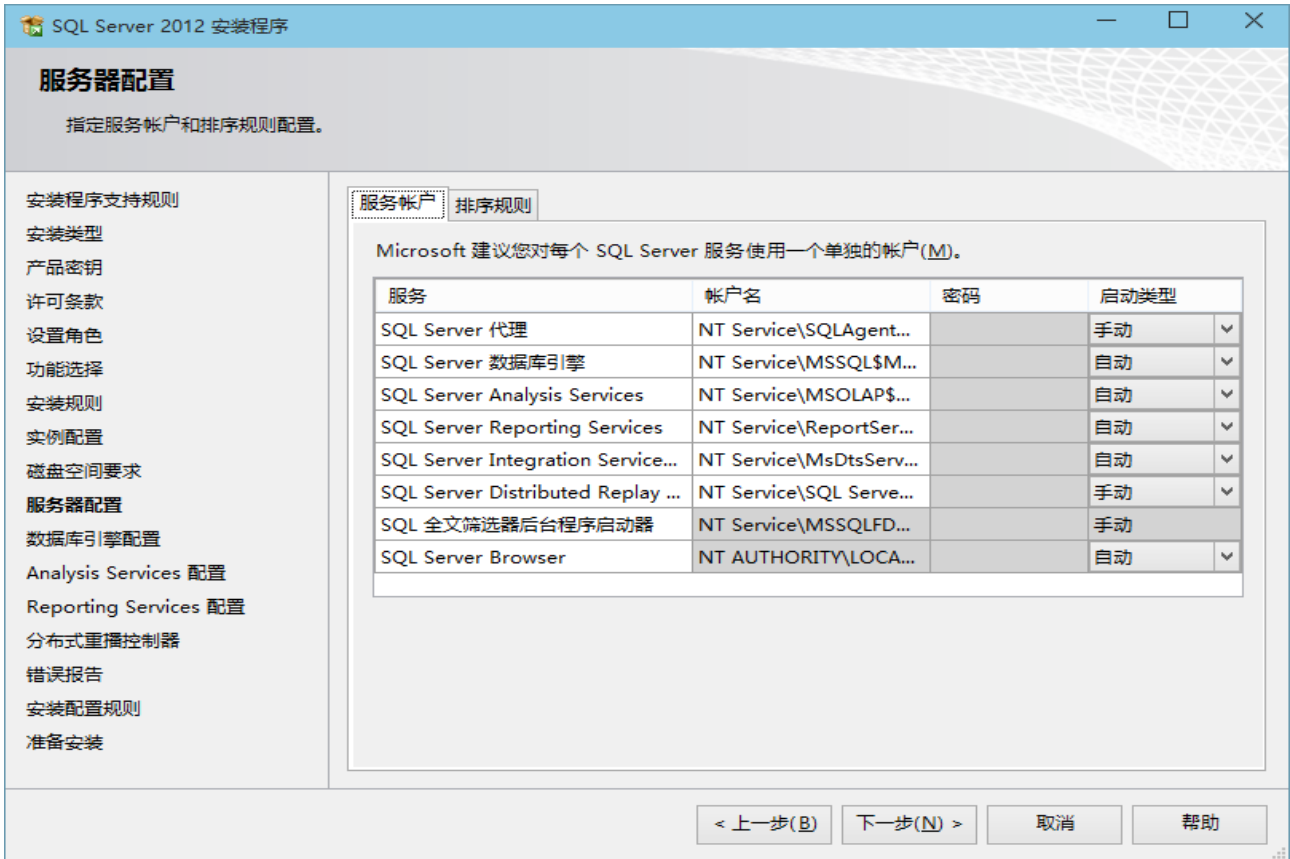 SQL Server 2012 安装程序
服务器配置
指定服务帐户和排序规则配置。
安装程序支持规则
安装类型
产品密钥
许可条款
设置角色
功能选择
安装规则
实例配置
磁盘空间要求
服务器配置
数据库引擎配置
Analysis Services 配置
Reporting Services 配置
分布式重播控制器
错误报告
安装配置规则
准备安装
服务帐户 排序规则
Microsoft 建议您对每个 SQL Server 服务使用一个单独的帐户(M)。
服务 帐户名 密码 启动类型
SQL Server 代理 NT Service\SQLAgent... 手动
SQL Server 数据库引擎 NT Service\MSSQL$M... 自动
SQL Server Analysis Services NT Service\MSOLAP$... 自动
SQL Server Reporting Services NT Service\ReportSer... 自动
SQL Server Integration Service... NT Service\MsDtsServ... 自动
SQL Server Distributed Replay ... NT Service\SQL Serve... 手动
SQL 全文筛选器后台程序启动器 NT Service\MSSQLFD... 手动
SQL Server Browser NT AUTHORITY\LOCA... 自动
< 上一步(B) 下一步(N) > 取消 帮助